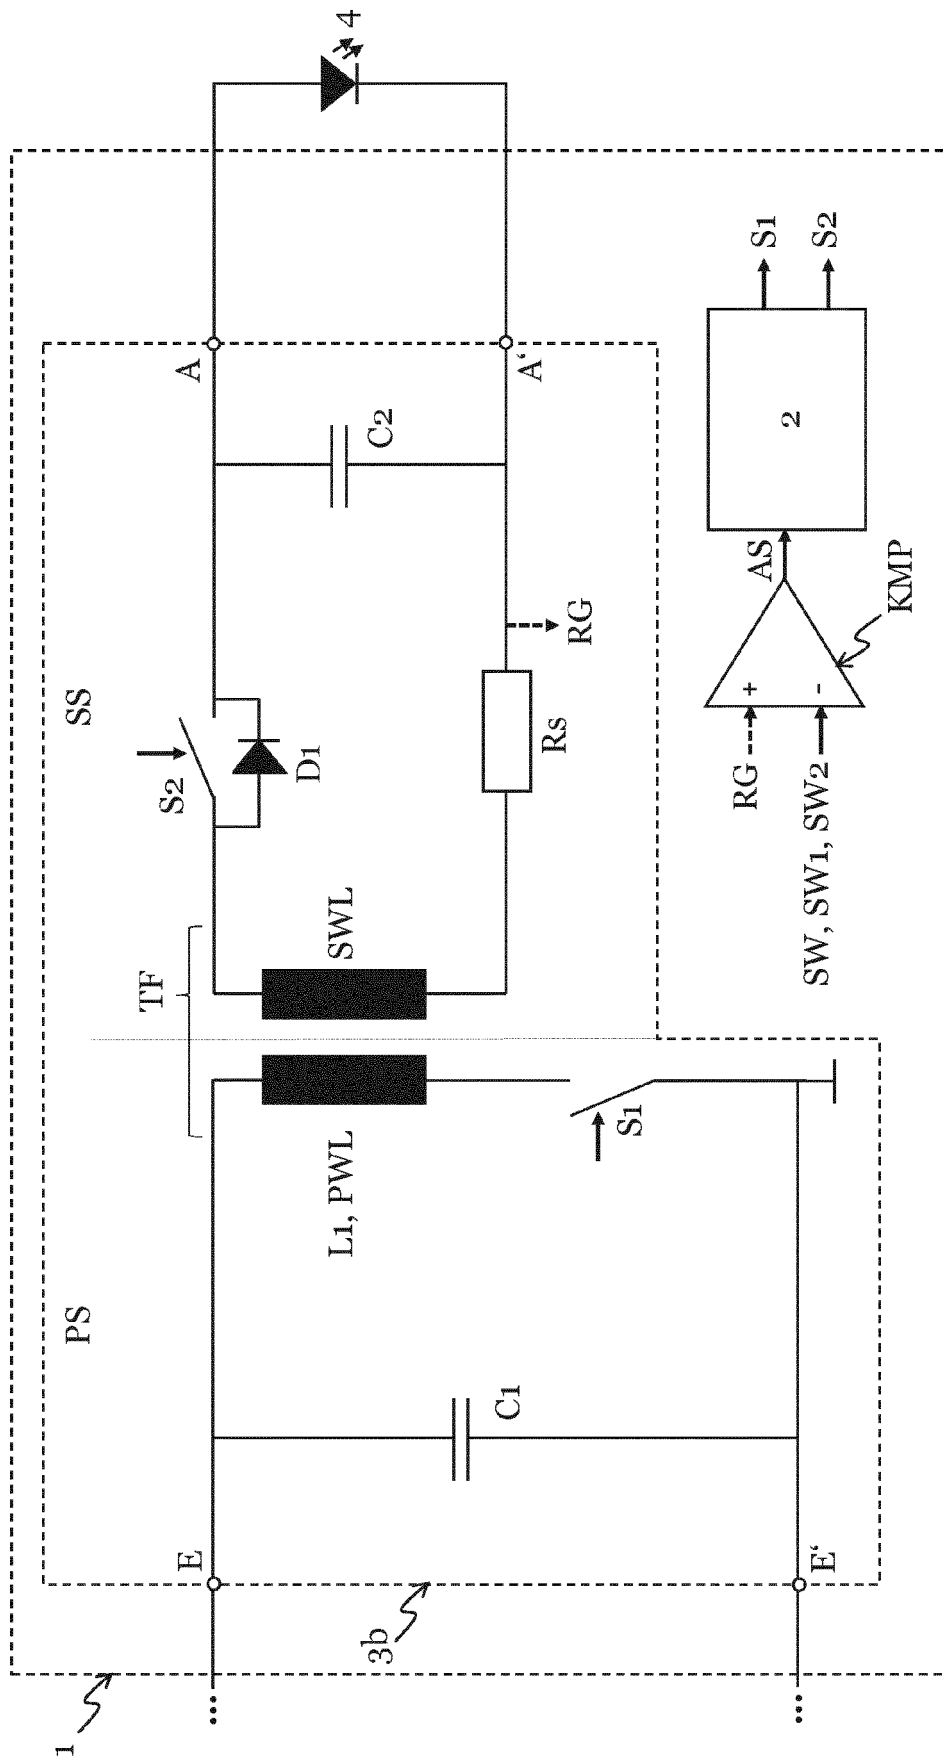 1
3b
PS
SS
TF
E
E‘
C1
L1, PWL
SWL
S1
S2
D1
Rs
RG
C2
A
A‘
4
RG
SW, SW1, SW2
+
-
KMP
AS
2
S1
S2
...
...